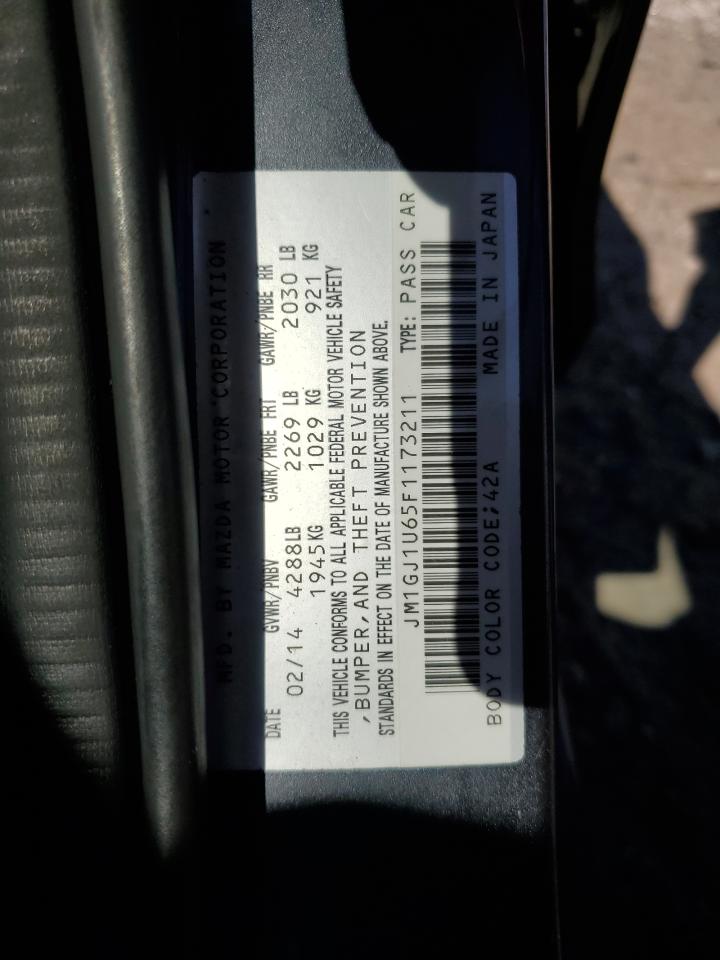 MFD. BY MAZDA MOTOR CORPORATION
DATE GVWR/PNBV GAWR/PNBE FRT GAWR/PNBE RR
02/14 4288LB 2269 LB 2030 LB
1945KG 1029 KG 921 KG
THIS VEHICLE CONFORMS TO ALL APPLICABLE FEDERAL MOTOR VEHICLE SAFETY
,BUMPER,AND THEFT PREVENTION
STANDARDS IN EFFECT ON THE DATE OF MANUFACTURE SHOWN ABOVE.
JM1GJ1U65F1173211 TYPE: PASS CAR
BODY COLOR CODE;42A MADE IN JAPAN